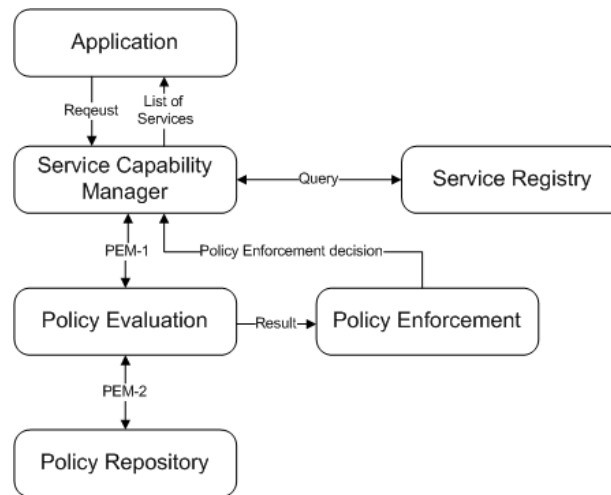 Application
Reqeust
List of
Services
Service Capability
Manager
Query
Service Registry
PEM-1
Policy Enforcement decision
Policy Evaluation
Result
Policy Enforcement
PEM-2
Policy Repository